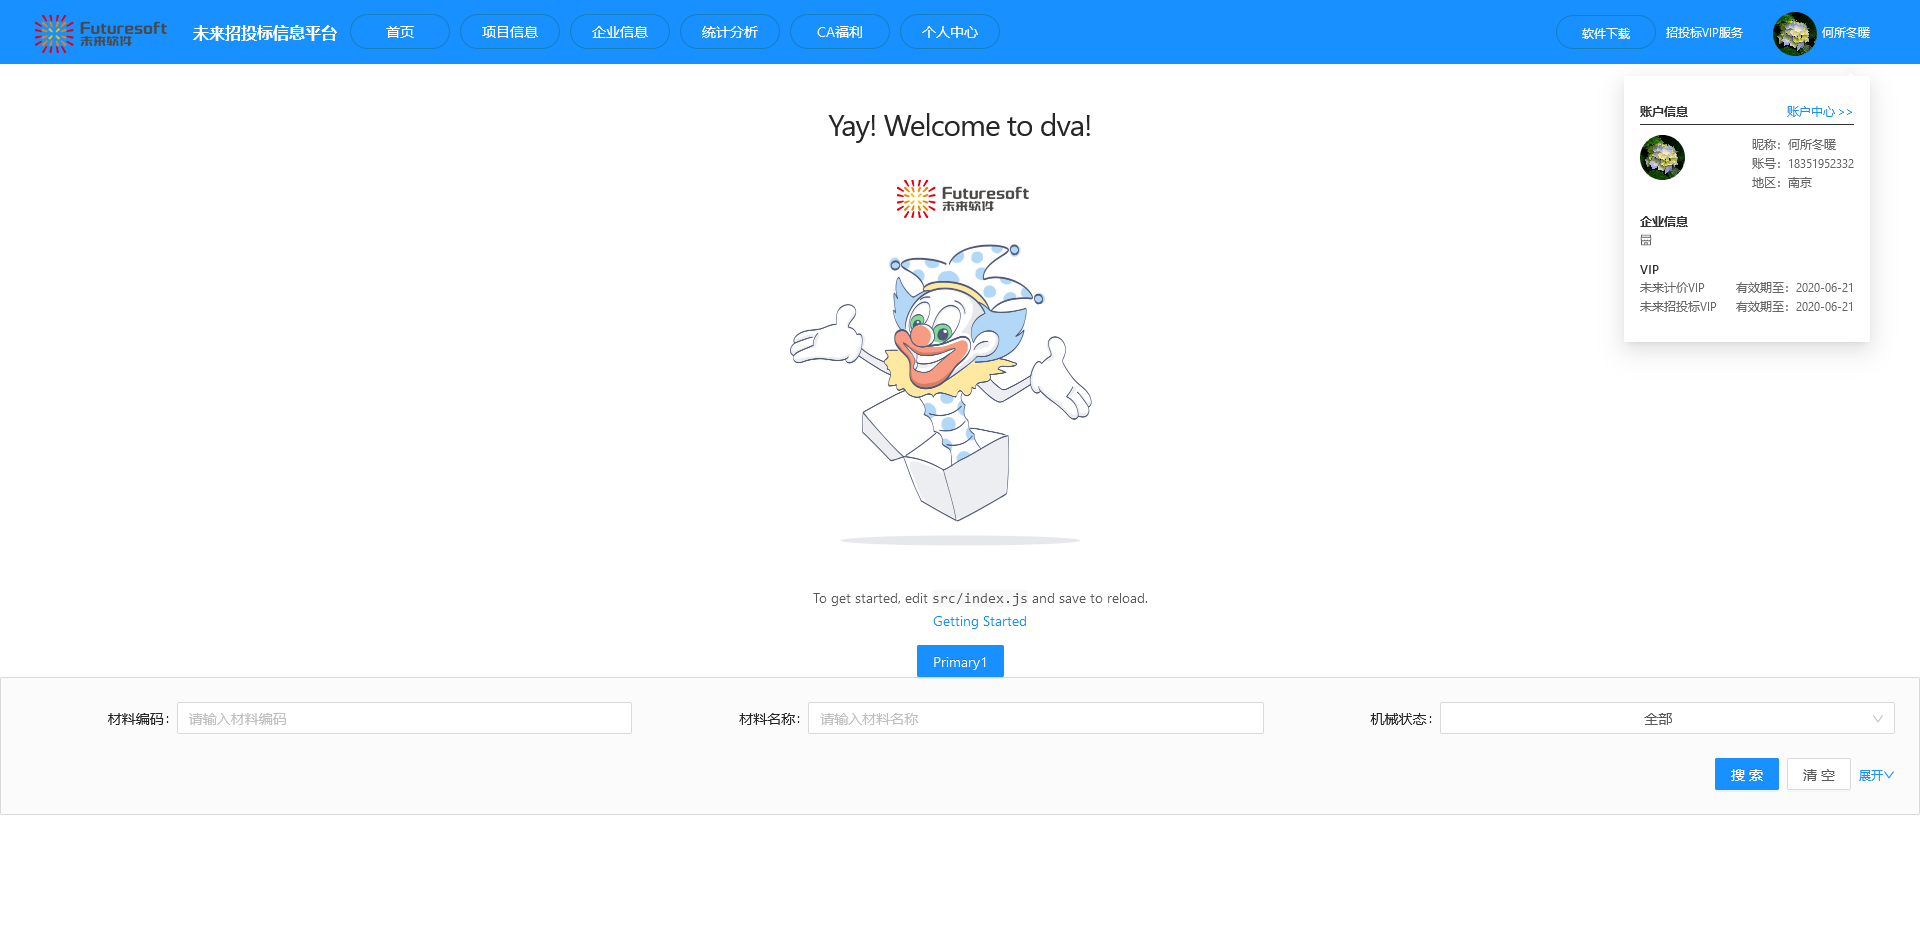 Futuresoft
未来软件
未来招投标信息平台
首页
项目信息
企业信息
统计分析
CA福利
个人中心
软件下载
招投标VIP服务
何所冬暖
账户信息
账户中心 >>
昵称：何所冬暖
账号：18351952332
地区：南京
企业信息
VIP
未来计价VIP 有效期至：2020-06-21
未来招投标VIP 有效期至：2020-06-21
Yay! Welcome to dva!
Futuresoft
未来软件
To get started, edit src/index.js and save to reload.
Getting Started
Primary1
材料编码：
请输入材料编码
材料名称：
请输入材料名称
机械状态：
全部
搜 索
清 空
展开